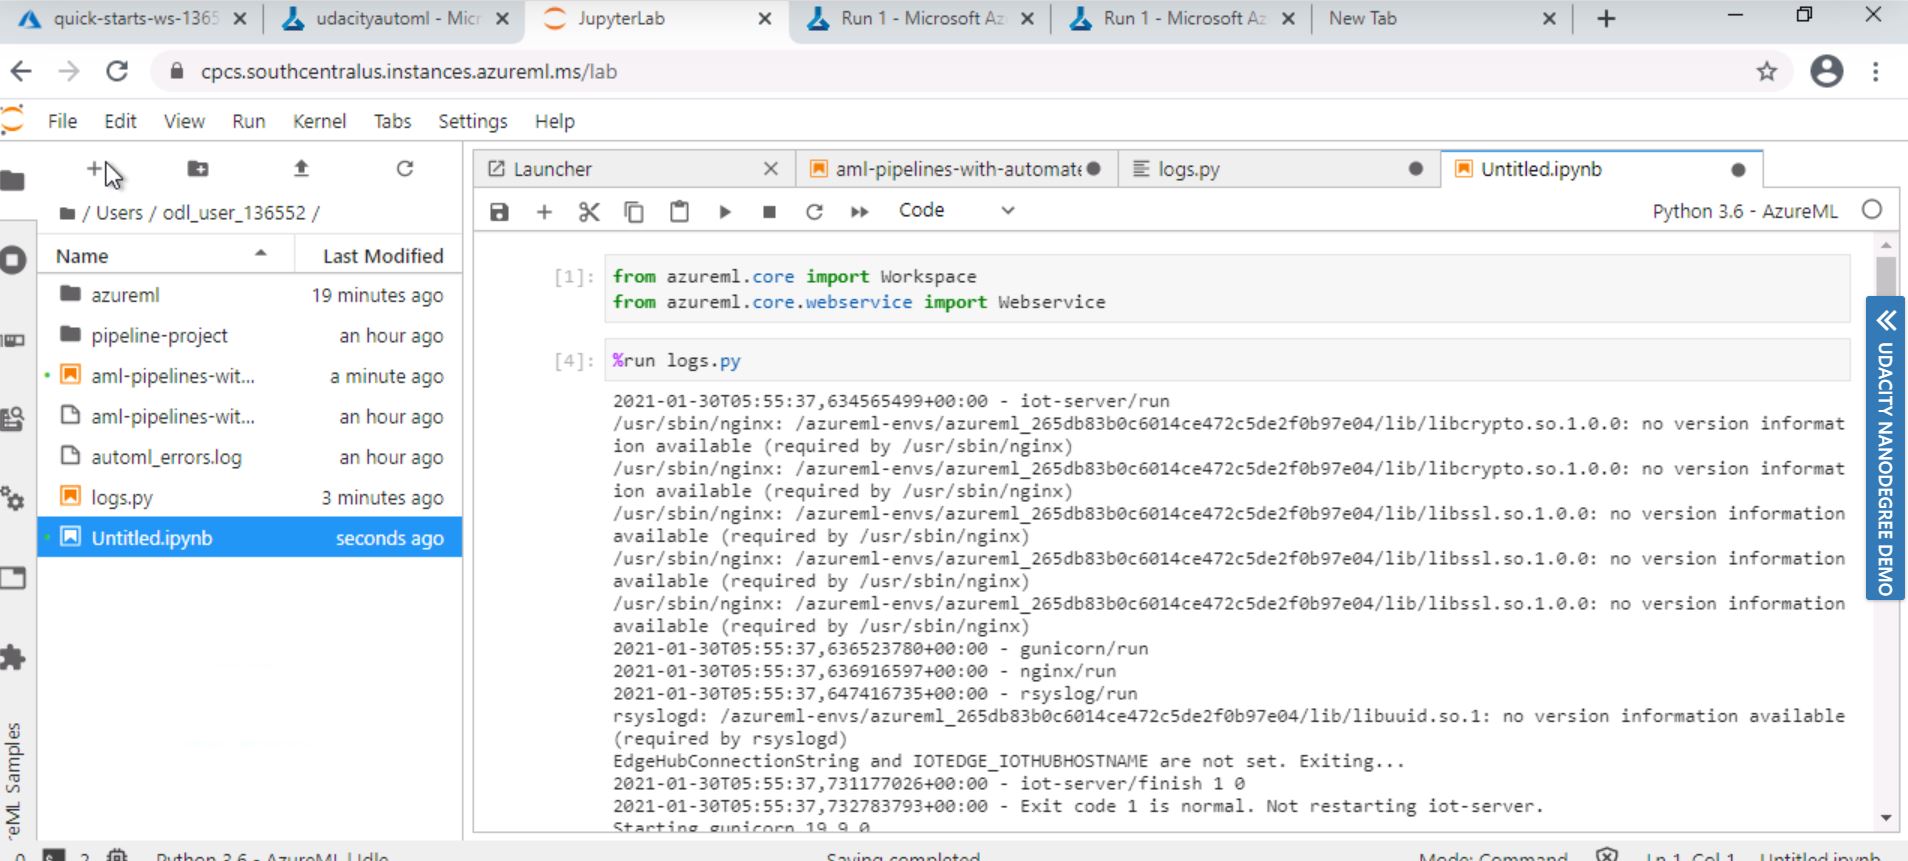 quick-starts-ws-1365
udacityautoml - Micr
JupyterLab
Run 1 - Microsoft Az
Run 1 - Microsoft Az
New Tab
cpcs.southcentralus.instances.azureml.ms/lab
File Edit View Run Kernel Tabs Settings Help
Launcher
aml-pipelines-with-automate
logs.py
Untitled.ipynb
/ Users / odl_user_136552 /
Code
Python 3.6 - AzureML
Name Last Modified
azureml 19 minutes ago
pipeline-project an hour ago
aml-pipelines-wit... a minute ago
aml-pipelines-wit... an hour ago
automl_errors.log an hour ago
logs.py 3 minutes ago
Untitled.ipynb seconds ago
reML Samples
[1]: from azureml.core import Workspace
from azureml.core.webservice import Webservice
[4]: %run logs.py
2021-01-30T05:55:37,634565499+00:00 - iot-server/run
/usr/sbin/nginx: /azureml-envs/azureml_265db83b0c6014ce472c5de2f0b97e04/lib/libcrypto.so.1.0.0: no version informat
ion available (required by /usr/sbin/nginx)
/usr/sbin/nginx: /azureml-envs/azureml_265db83b0c6014ce472c5de2f0b97e04/lib/libcrypto.so.1.0.0: no version informat
ion available (required by /usr/sbin/nginx)
/usr/sbin/nginx: /azureml-envs/azureml_265db83b0c6014ce472c5de2f0b97e04/lib/libssl.so.1.0.0: no version information
available (required by /usr/sbin/nginx)
/usr/sbin/nginx: /azureml-envs/azureml_265db83b0c6014ce472c5de2f0b97e04/lib/libssl.so.1.0.0: no version information
available (required by /usr/sbin/nginx)
/usr/sbin/nginx: /azureml-envs/azureml_265db83b0c6014ce472c5de2f0b97e04/lib/libssl.so.1.0.0: no version information
available (required by /usr/sbin/nginx)
2021-01-30T05:55:37,636523780+00:00 - gunicorn/run
2021-01-30T05:55:37,636916597+00:00 - nginx/run
2021-01-30T05:55:37,647416735+00:00 - rsyslog/run
rsyslogd: /azureml-envs/azureml_265db83b0c6014ce472c5de2f0b97e04/lib/libuuid.so.1: no version information available
(required by rsyslogd)
EdgeHubConnectionString and IOTEDGE_IOTHUBHOSTNAME are not set. Exiting...
2021-01-30T05:55:37,731177026+00:00 - iot-server/finish 1 0
2021-01-30T05:55:37,732783793+00:00 - Exit code 1 is normal. Not restarting iot-server.
Starting gunicorn 19.9.0
UDACITY NANODEGREE DEMO
0 2 Python 3.6 - AzureML | Idle
Saving completed
Mode: Command
Ln 1, Col 1
Untitled.ipynb